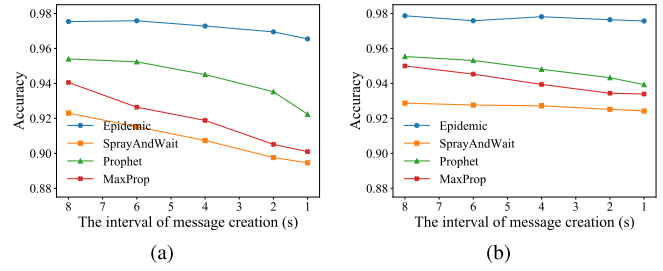 0.98
0.96
0.94
0.92
0.90
0.88
Accuracy
Epidemic
SprayAndWait
Prophet
MaxProp
8 7 6 5 4 3 2 1
The interval of message creation (s)
(a)
0.98
0.96
0.94
0.92
0.90
0.88
Accuracy
Epidemic
SprayAndWait
Prophet
MaxProp
8 7 6 5 4 3 2 1
The interval of message creation (s)
(b)